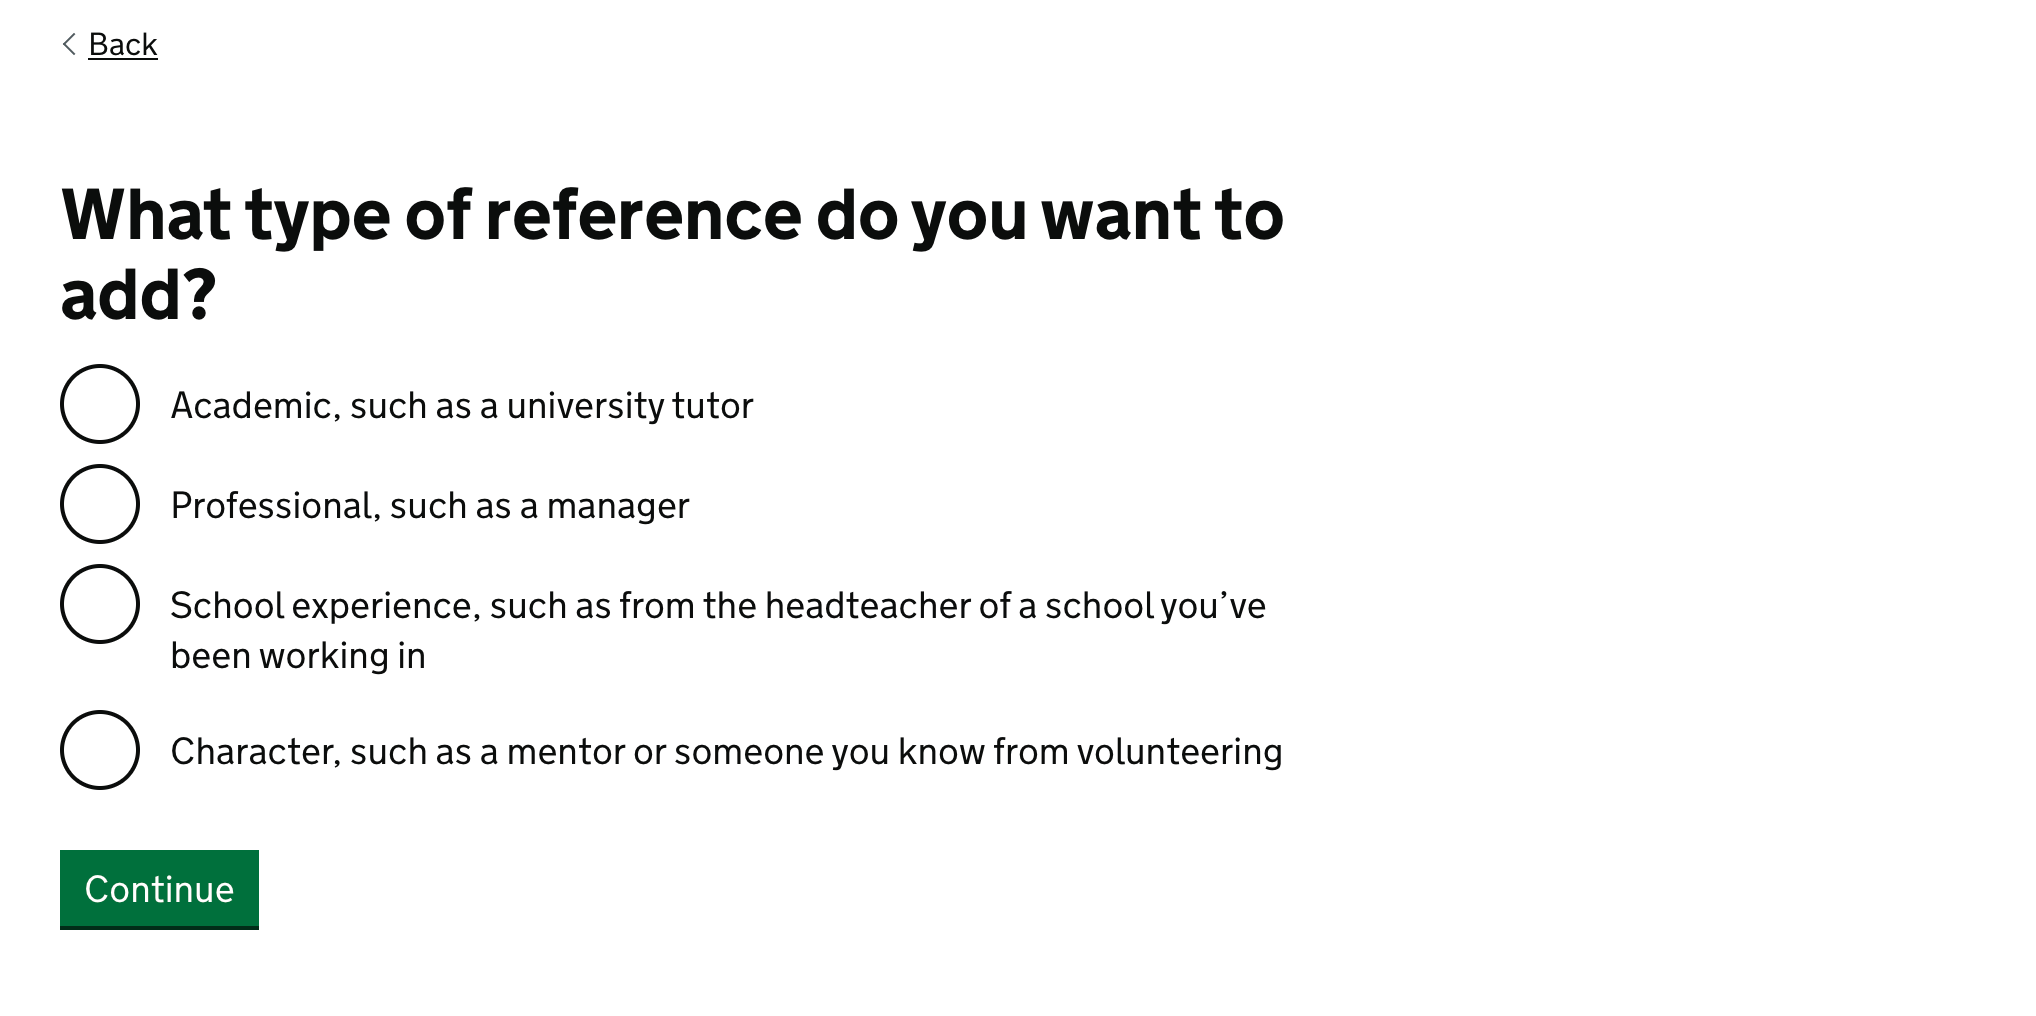 Back
What type of reference do you want to
add?
Academic, such as a university tutor
Professional, such as a manager
School experience, such as from the headteacher of a school you’ve
been working in
Character, such as a mentor or someone you know from volunteering
Continue